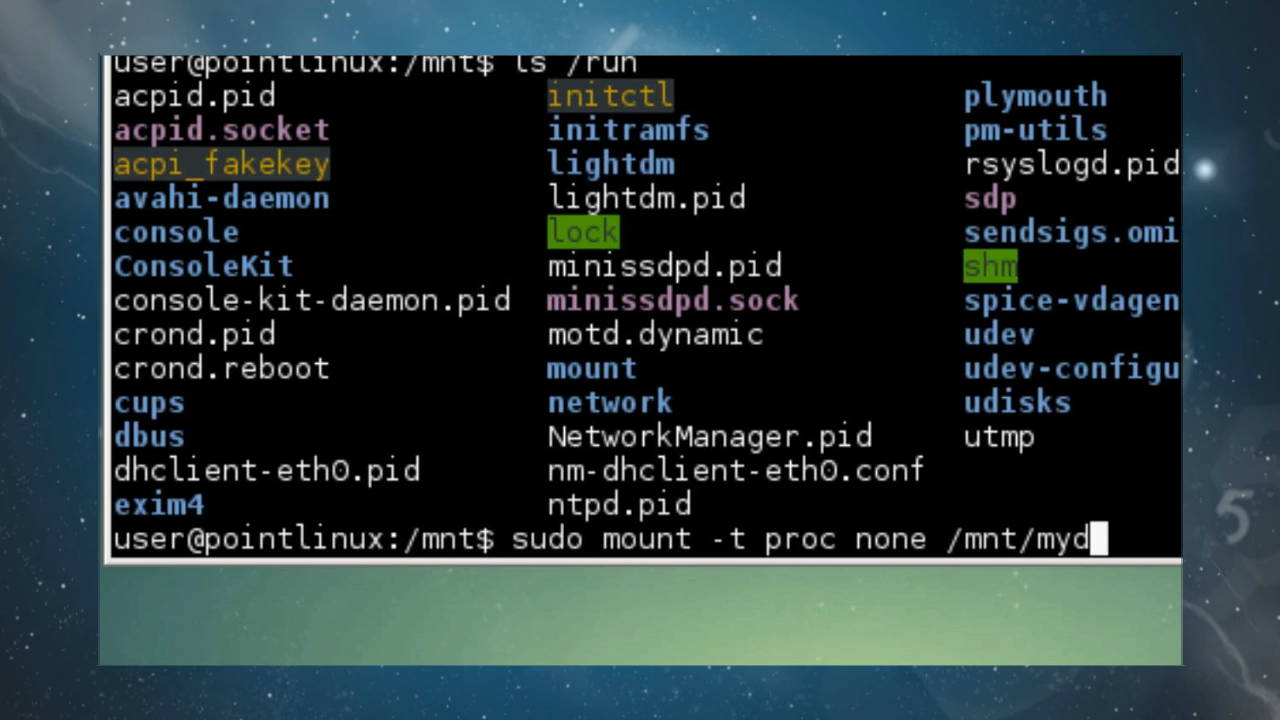 user@pointlinux:/mnt$ ls /run
acpid.pid initctl plymouth
acpid.socket initramfs pm-utils
acpi_fakekey lightdm rsyslogd.pid
avahi-daemon lightdm.pid sdp
console lock sendsigs.omi
ConsoleKit minissdpd.pid shm
console-kit-daemon.pid minissdpd.sock spice-vdagen
crond.pid motd.dynamic udev
crond.reboot mount udev-configu
cups network udisks
dbus NetworkManager.pid utmp
dhclient-eth0.pid nm-dhclient-eth0.conf
exim4 ntpd.pid
user@pointlinux:/mnt$ sudo mount -t proc none /mnt/myd
5